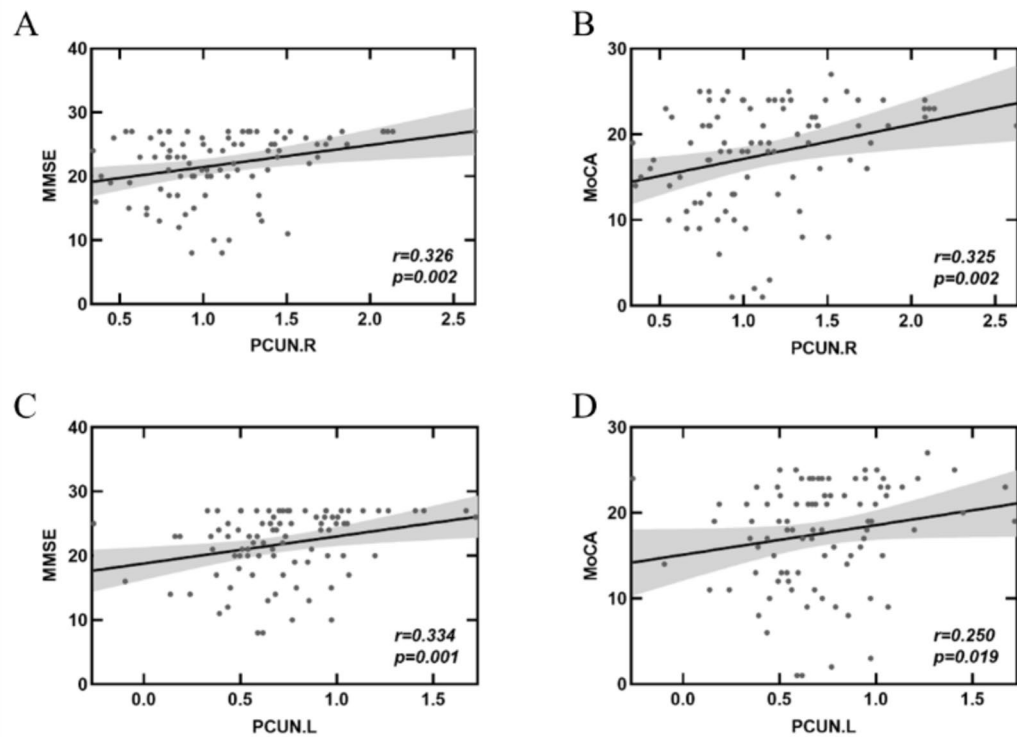 A
MMSE
40
30
20
10
0
0.5 1.0 1.5 2.0 2.5
PCUN.R
r=0.326
p=0.002
B
MoCA
30
20
10
0
0.5 1.0 1.5 2.0 2.5
PCUN.R
r=0.325
p=0.002
C
MMSE
40
30
20
10
0
0.0 0.5 1.0 1.5
PCUN.L
r=0.334
p=0.001
D
MoCA
30
20
10
0
0.0 0.5 1.0 1.5
PCUN.L
r=0.250
p=0.019